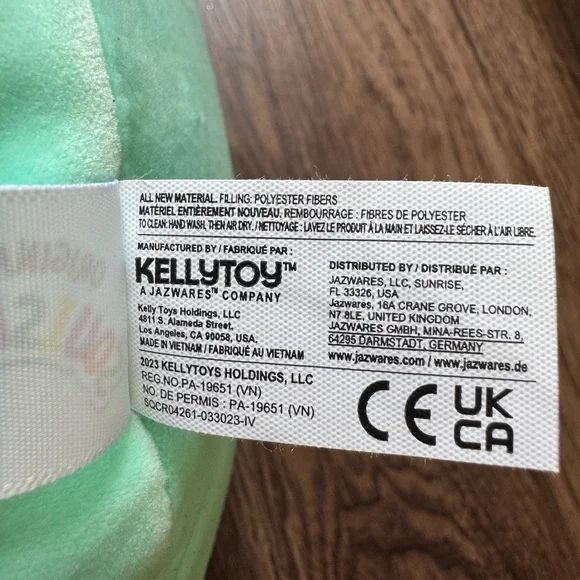 ALL NEW MATERIAL. FILLING: POLYESTER FIBERS
MATÉRIEL ENTIÈREMENT NOUVEAU. REMBOURRAGE : FIBRES DE POLYESTER
TO CLEAN: HAND WASH, THEN AIR DRY. / NETTOYAGE : LAVEZ LE PRODUIT À LA MAIN ET LAISSEZ-LE SÉCHER À L'AIR LIBRE.
MANUFACTURED BY / FABRIQUÉ PAR :
KELLYTOY™
A JAZWARES™ COMPANY
Kelly Toys Holdings, LLC
4811 S. Alameda Street,
Los Angeles, CA 90058, USA.
MADE IN VIETNAM / FABRIQUÉ AU VIETNAM
DISTRIBUTED BY / DISTRIBUÉ PAR :
JAZWARES, LLC, SUNRISE,
FL 33326, USA
Jazwares, 16A CRANE GROVE, LONDON,
N7 8LE, UNITED KINGDOM
JAZWARES GMBH, MINA-REES-STR. 8,
64295 DARMSTADT, GERMANY
www.jazwares.com / www.jazwares.de
2023 KELLYTOYS HOLDINGS, LLC
REG.NO.PA-19651 (VN)
NO. DE PERMIS : PA-19651 (VN)
SQCR04261-033023-IV
CE
UK
CA